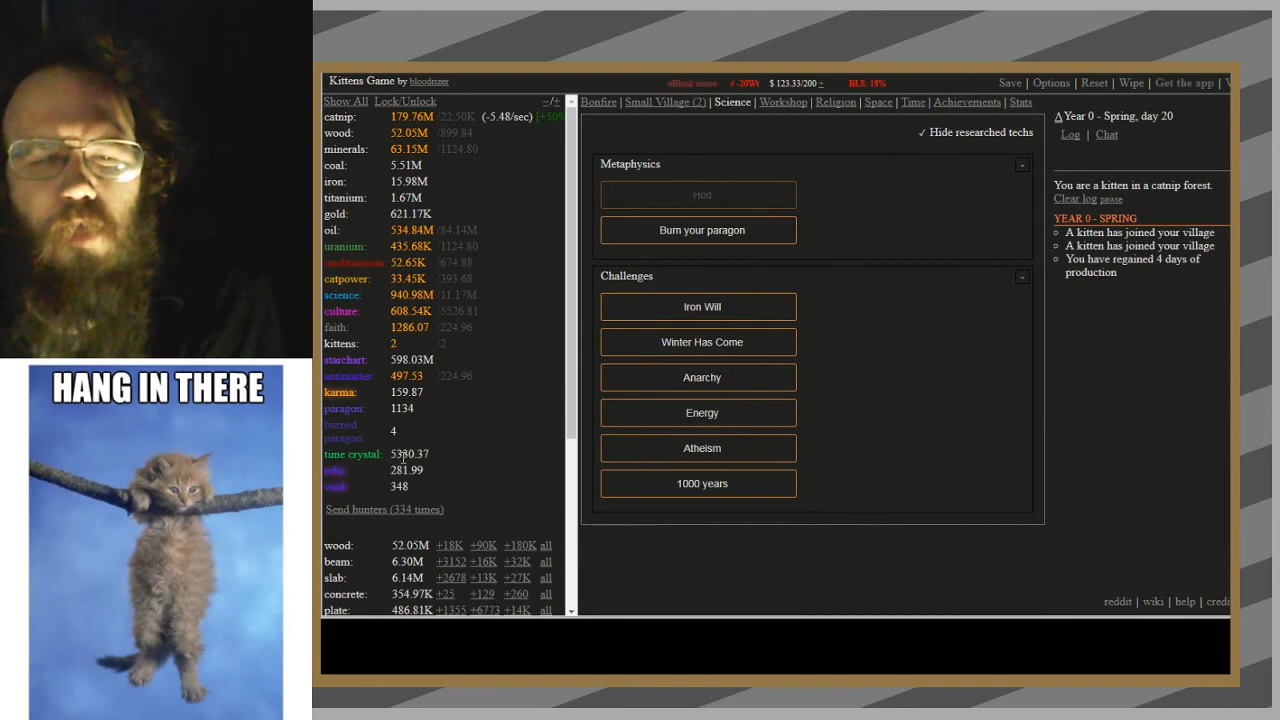 Kittens Game by bloodrizer
-20Wt $ 123.33/200 ± BLS: 18%
Save | Options | Reset | Wipe | Get the app |
Show All Lock/Unlock −/+
Bonfire | Small Village (2) | Science | Workshop | Religion | Space | Time | Achievements | Stats
catnip: 179.76M /22.50K (-5.48/sec) [+50%
wood: 52.05M /899.84
minerals: 63.15M /1124.80
coal: 5.51M
iron: 15.98M
titanium: 1.67M
gold: 621.17K
oil: 534.84M /84.14M
uranium: 435.68K /1124.80
unobtainium: 52.65K /674.88
catpower: 33.45K /393.68
science: 940.98M /11.17M
culture: 608.54K /5526.81
faith: 1286.07 /224.96
kittens: 2 /2
starchart: 598.03M
antimatter: 497.53 /224.96
karma: 159.87
paragon: 1134
burned
paragon: 4
time crystal: 5380.37
relic: 281.99
void: 348
Send hunters (334 times)
wood: 52.05M +18K +90K +180K all
beam: 6.30M +3152 +16K +32K all
slab: 6.14M +2678 +13K +27K all
concrete: 354.97K +25 +129 +260 all
plate: 486.81K +1355 +6773 +14K all
✓ Hide researched techs
Metaphysics -
Hod
Burn your paragon
Challenges -
Iron Will
Winter Has Come
Anarchy
Energy
Atheism
1000 years
Year 0 - Spring, day 20
Log | Chat
You are a kitten in a catnip forest.
Clear log pause
YEAR 0 - SPRING
A kitten has joined your village
A kitten has joined your village
You have regained 4 days of
production
reddit | wiki | help | credi
HANG IN THERE